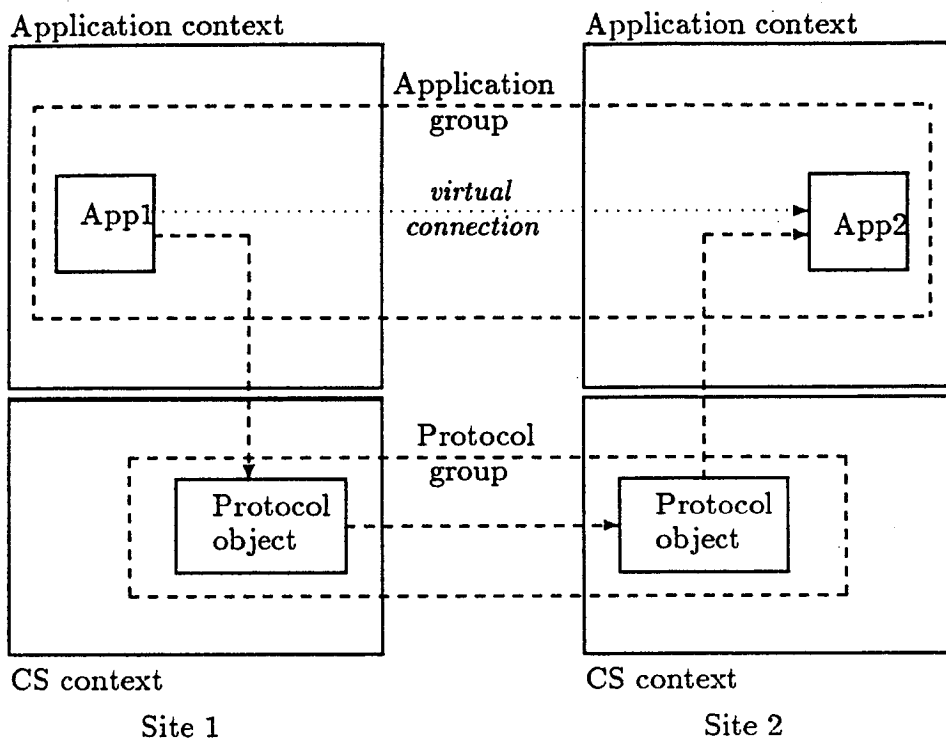 Application context
Application context
Application
group
App1
virtual
connection
App2
Protocol
group
Protocol
object
Protocol
object
CS context
CS context
Site 1
Site 2